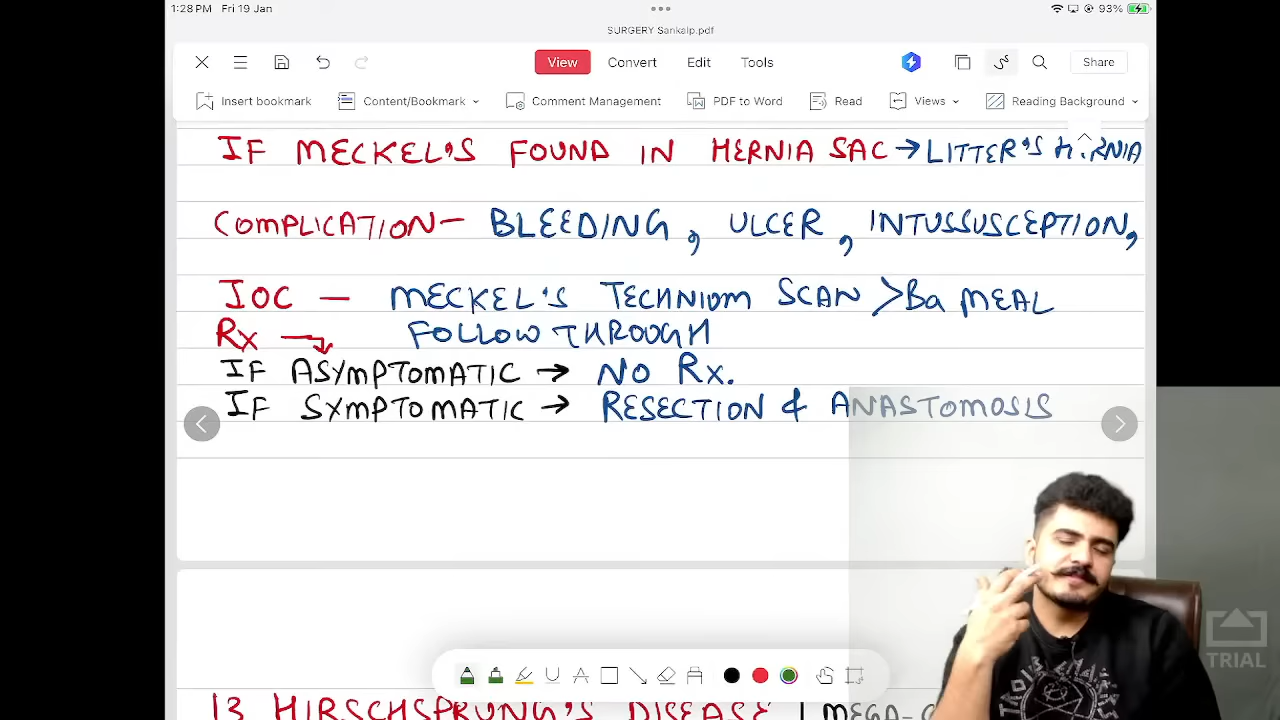 1:28 PM Fri 19 Jan
93%
SURGERY Sankalp.pdf
View Convert Edit Tools Share
Insert bookmark Content/Bookmark Comment Management PDF to Word Read Views Reading Background
IF MECKEL'S FOUND IN HERNIA SAC → LITTER'S HERNIA
COMPLICATION – BLEEDING, ULCER, INTUSSUSCEPTION,
IOC – MECKEL'S TECHNIUM SCAN > Ba MEAL
Rx → FOLLOW THROUGH
IF ASYMPTOMATIC → NO Rx.
IF SYMPTOMATIC → RESECTION & ANASTOMOSIS
13 HIRSCHSPRUNG'S DISEASE
TRIAL